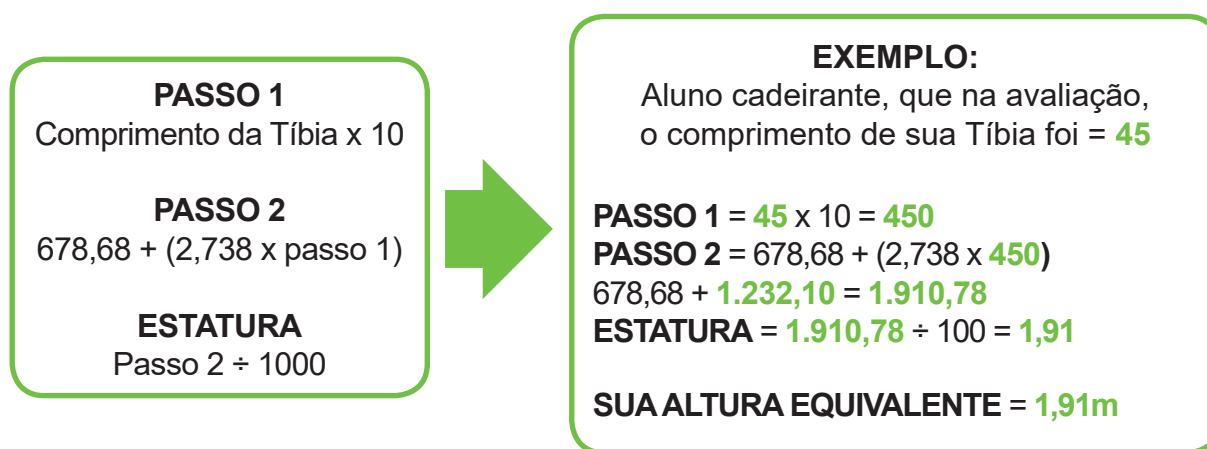 PASSO 1
Comprimento da Tíbia x 10
PASSO 2
678,68 + (2,738 x passo 1)
ESTATURA
Passo 2 ÷ 1000
EXEMPLO:
Aluno cadeirante, que na avaliação,
o comprimento de sua Tíbia foi = 45
PASSO 1 = 45 x 10 = 450
PASSO 2 = 678,68 + (2,738 x 450)
678,68 + 1.232,10 = 1.910,78
ESTATURA = 1.910,78 ÷ 100 = 1,91
SUA ALTURA EQUIVALENTE = 1,91m